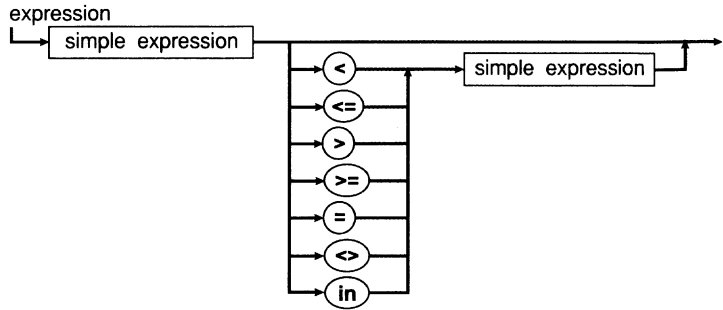 expression
simple expression
<
simple expression
<=
>
>=
=
<>
in